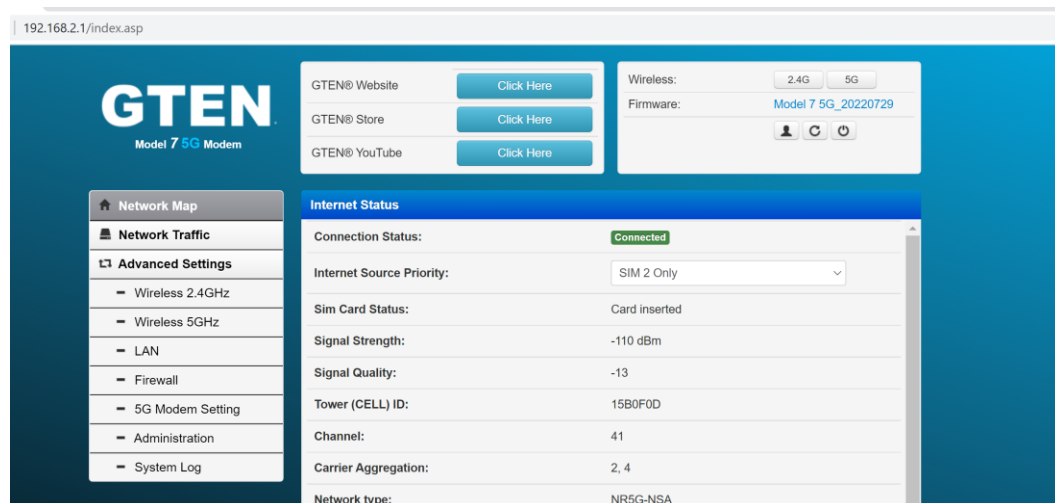 192.168.2.1/index.asp
GTEN
Model 7 5G Modem
GTEN® Website Click Here
GTEN® Store Click Here
GTEN® YouTube Click Here
Wireless: 2.4G 5G
Firmware: Model 7 5G_20220729
Network Map
Network Traffic
Advanced Settings
Wireless 2.4GHz
Wireless 5GHz
LAN
Firewall
5G Modem Setting
Administration
System Log
Internet Status
Connection Status: Connected
Internet Source Priority: SIM 2 Only
Sim Card Status: Card inserted
Signal Strength: -110 dBm
Signal Quality: -13
Tower (CELL) ID: 15B0F0D
Channel: 41
Carrier Aggregation: 2, 4
Network type: NR5G-NSA